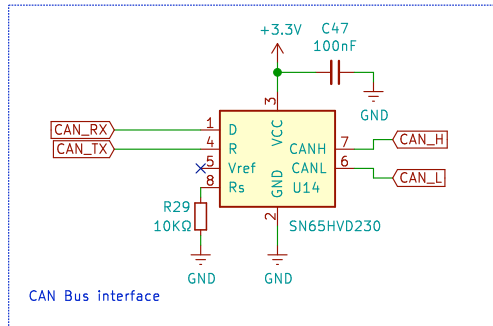 +3.3V
C47
100nF
GND
3
VCC
CAN_RX
1
D
CAN_TX
4
R
CANH
7
CAN_H
5
Vref
CANL
6
CAN_L
8
Rs
GND
U14
2
R29
10KΩ
SN65HVD230
GND
GND
CAN Bus interface